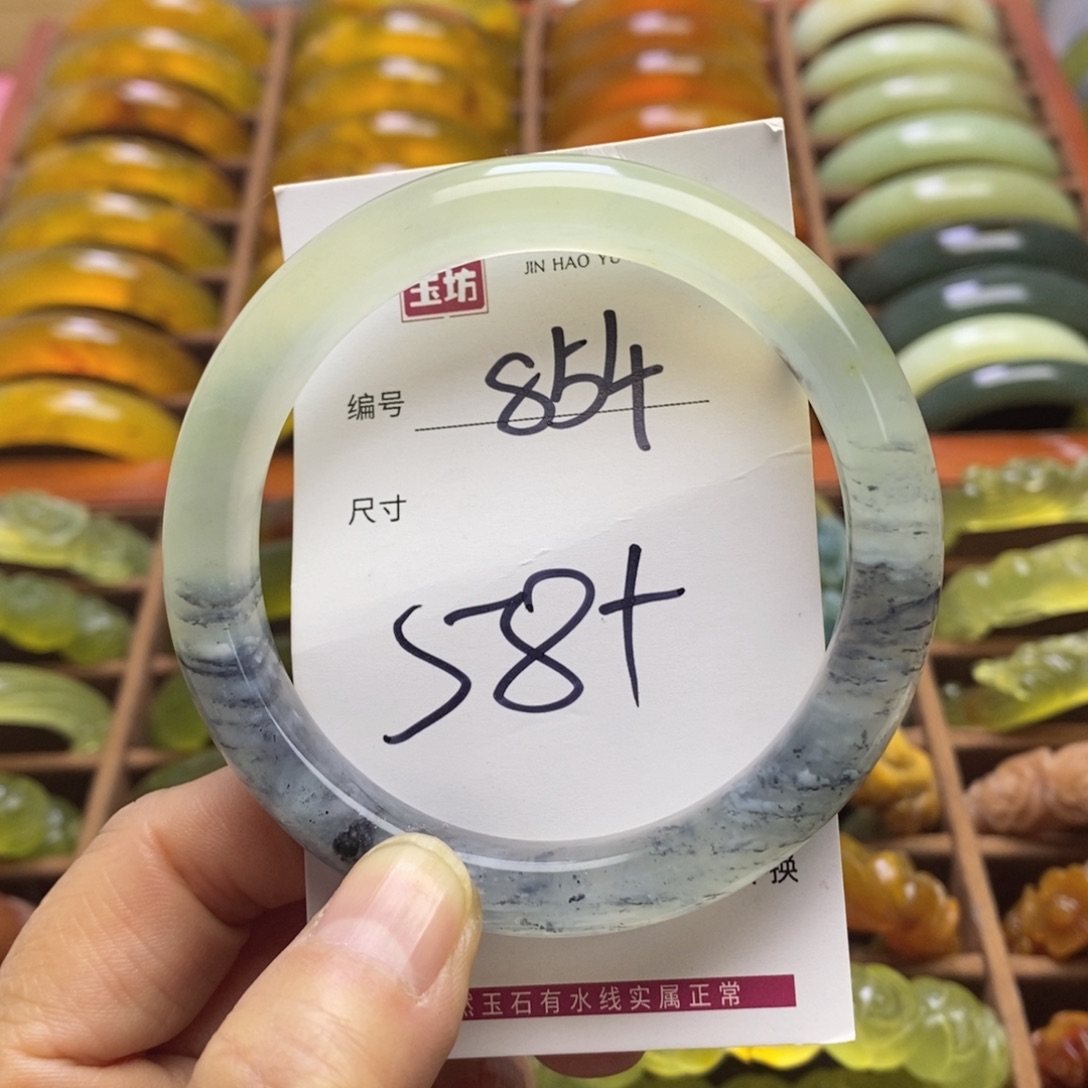 玉坊 JIN HAO YU
编号 854
尺寸
58+
换
然玉石有水线实属正常